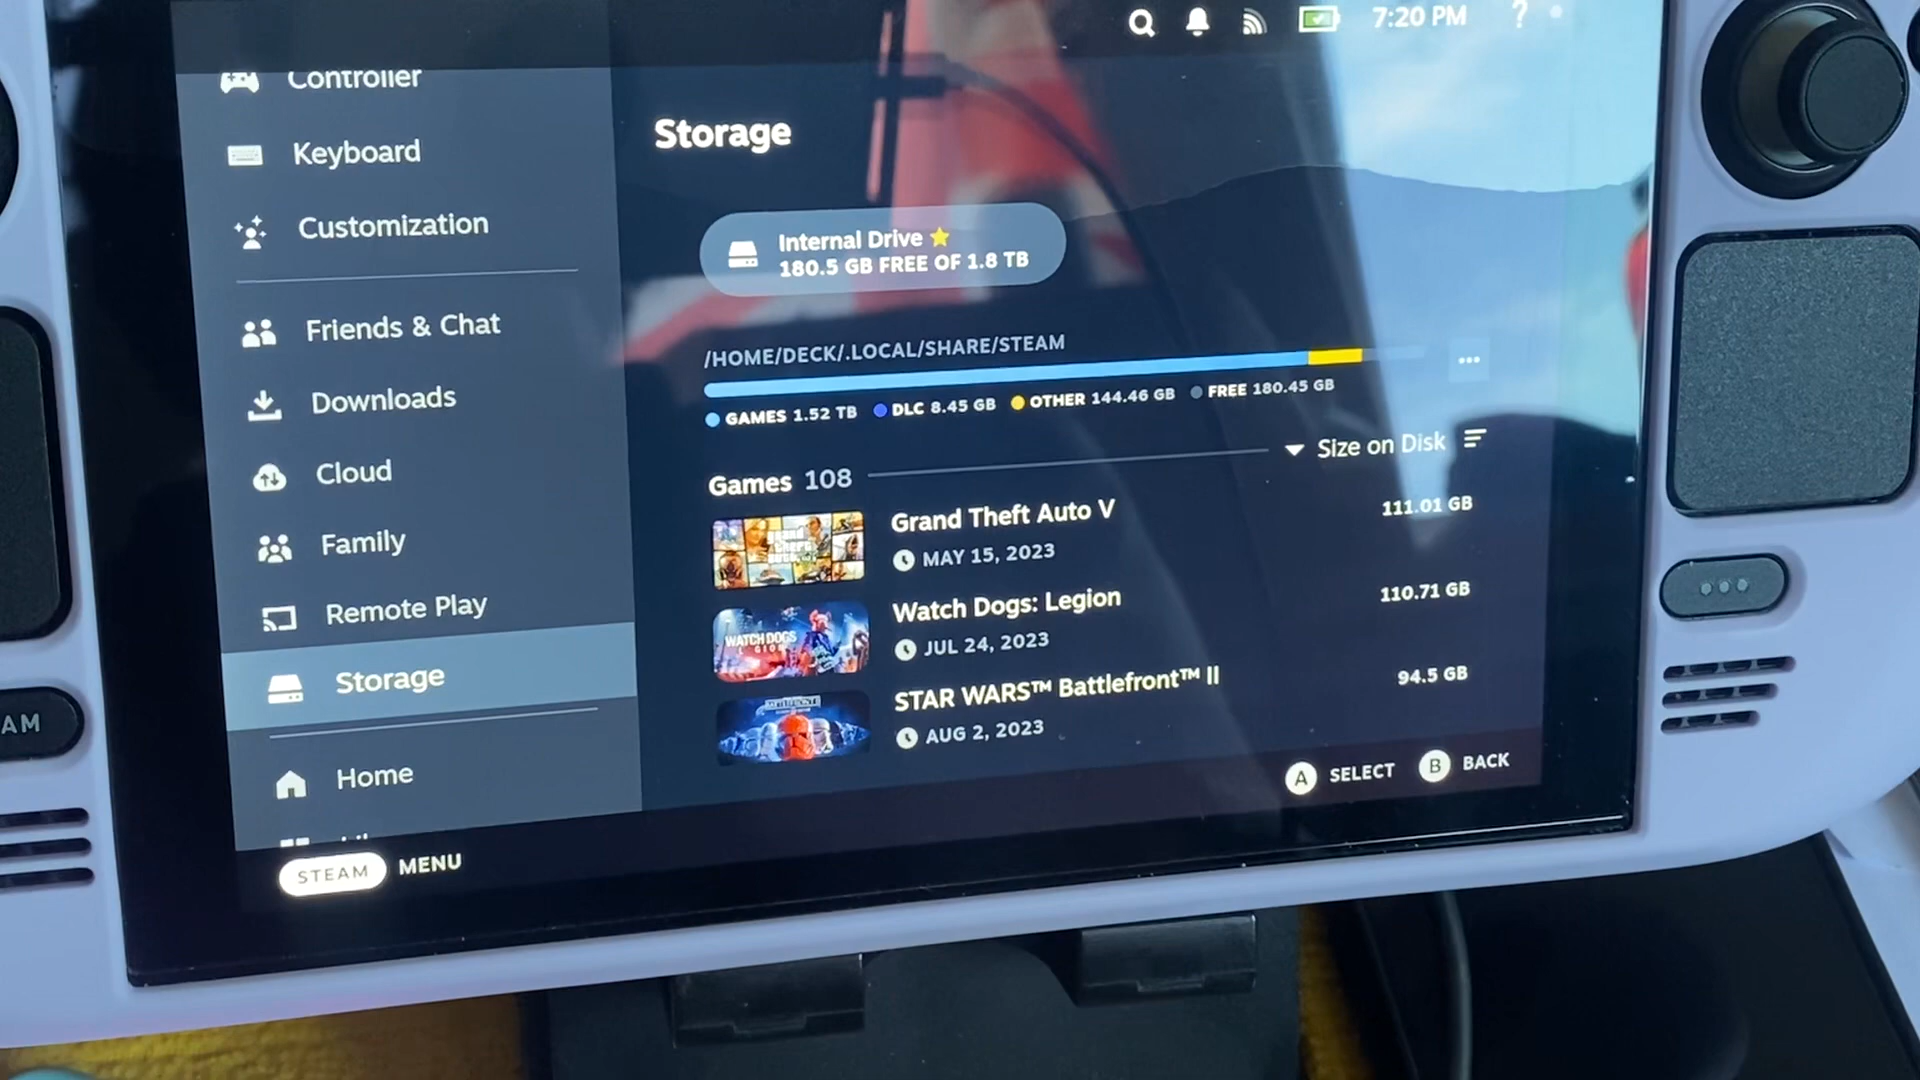 7:20 PM ?
Controller
Keyboard
Customization
Friends & Chat
Downloads
Cloud
Family
Remote Play
Storage
Home
STEAM MENU
AM
Storage
Internal Drive
180.5 GB FREE OF 1.8 TB
/HOME/DECK/.LOCAL/SHARE/STEAM
GAMES 1.52 TB DLC 8.45 GB OTHER 144.46 GB FREE 180.45 GB
Size on Disk
Games 108
Grand Theft Auto V 111.01 GB
MAY 15, 2023
Watch Dogs: Legion 110.71 GB
WATCH DOGS
JUL 24, 2023
STAR WARS™ Battlefront™ II 94.5 GB
AUG 2, 2023
A SELECT B BACK